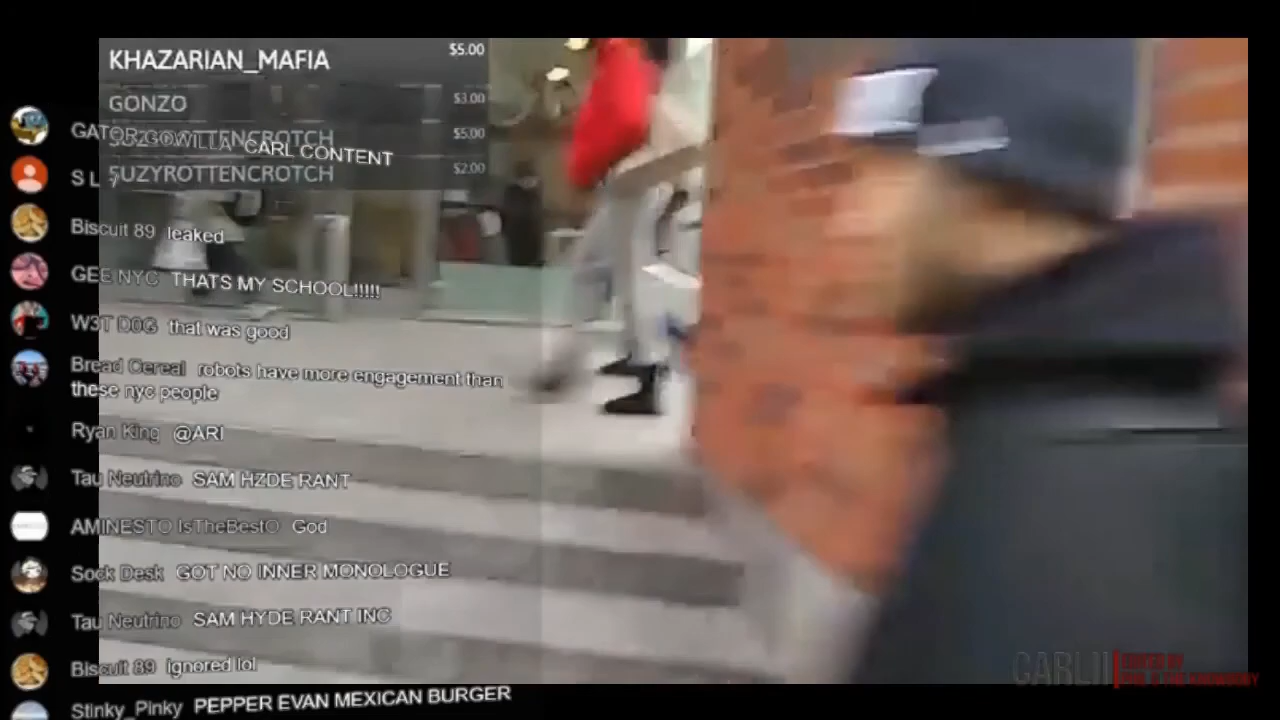 KHAZARIAN_MAFIA $5.00
GONZO $3.00
SUZYROTTENCROTCH $5.00
SUZYROTTENCROTCH $2.00
CARL CONTENT
S L
Biscuit 89 leaked
GEE NYC THATS MY SCHOOL!!!!!
W3T D0G that was good
Bread Cereal robots have more engagement than
these nyc people
Ryan King @ARI
Tau Neutrino SAM HZDE RANT
AMINESTO IsTheBestO God
Sock Desk GOT NO INNER MONOLOGUE
Tau Neutrino SAM HYDE RANT INC
Biscuit 89 ignored lol
Stinky_Pinky PEPPER EVAN MEXICAN BURGER